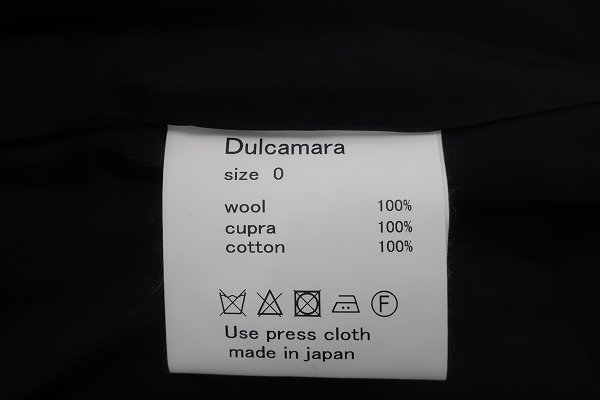 Dulcamara
size 0
wool 100%
cupra 100%
cotton 100%
F
Use press cloth
made in japan